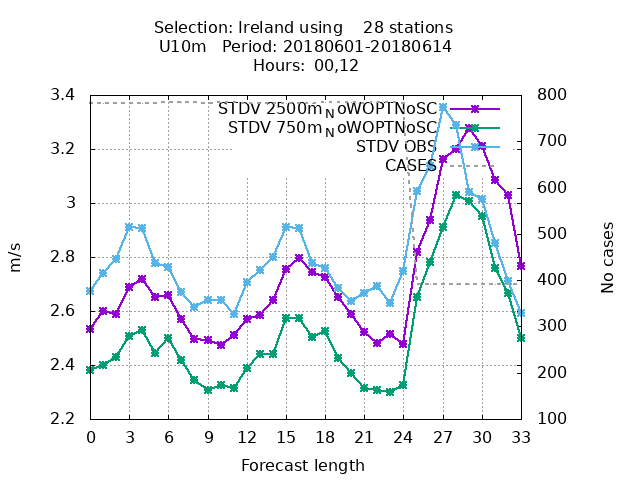 Selection: Ireland using    28 stations
U10m   Period: 20180601-20180614
Hours:  00,12
STDV 2500m_NoWOPTNoSC
STDV 750m_NoWOPTNoSC
STDV OBS
CASES
3.4
3.2
3
2.8
2.6
2.4
2.2
m/s
800
700
600
500
400
300
200
100
No cases
0 3 6 9 12 15 18 21 24 27 30 33
Forecast length